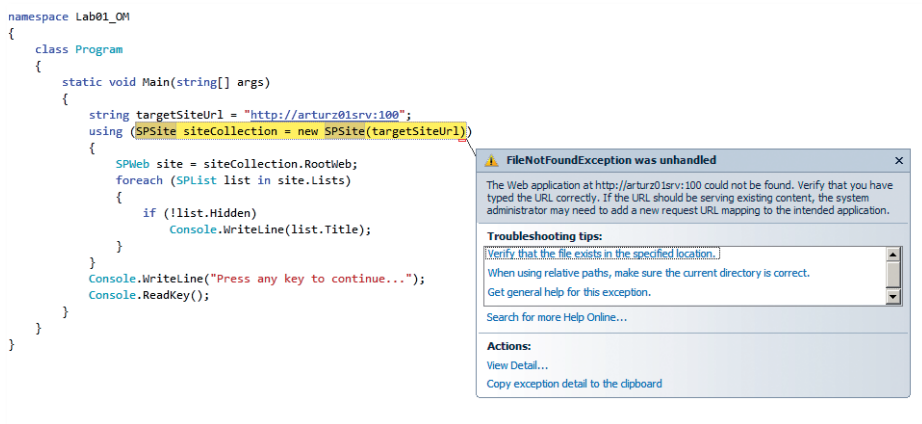 namespace Lab01_OM
{
class Program
{
static void Main(string[] args)
{
string targetSiteUrl = "http://arturz01srv:100";
using (SPSite siteCollection = new SPSite(targetSiteUrl))
{
SPWeb site = siteCollection.RootWeb;
foreach (SPList list in site.Lists)
{
if (!list.Hidden)
Console.WriteLine(list.Title);
}
}
Console.WriteLine("Press any key to continue...");
Console.ReadKey();
}
}
}
FileNotFoundException was unhandled
The Web application at http://arturz01srv:100 could not be found. Verify that you have
typed the URL correctly. If the URL should be serving existing content, the system
administrator may need to add a new request URL mapping to the intended application.
Troubleshooting tips:
Verify that the file exists in the specified location.
When using relative paths, make sure the current directory is correct.
Get general help for this exception.
Search for more Help Online...
Actions:
View Detail...
Copy exception detail to the clipboard